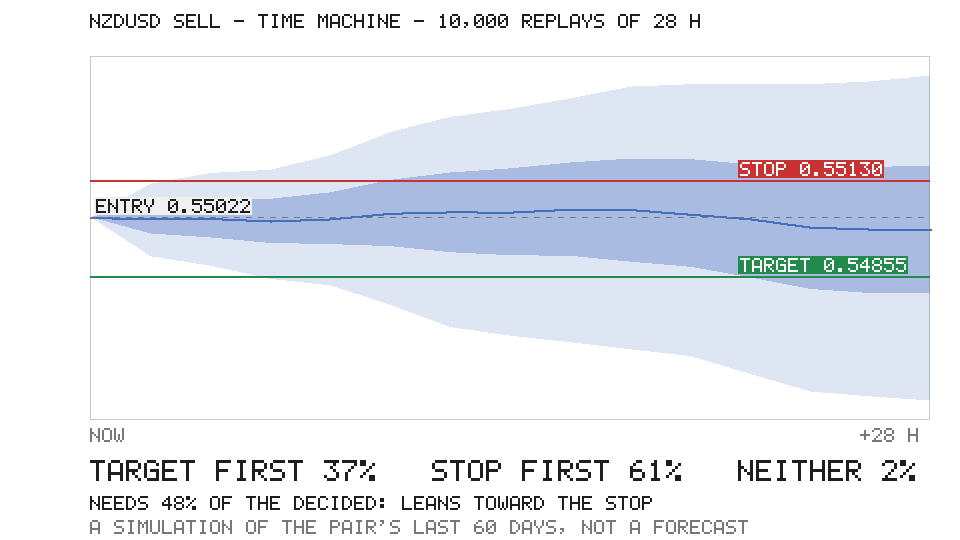 NZDUSD SELL - TIME MACHINE - 10,000 REPLAYS OF 28 H
STOP 0.55130
ENTRY 0.55022
TARGET 0.54855
NOW +28 H
TARGET FIRST 37% STOP FIRST 61% NEITHER 2%
NEEDS 48% OF THE DECIDED: LEANS TOWARD THE STOP
A SIMULATION OF THE PAIR'S LAST 60 DAYS, NOT A FORECAST